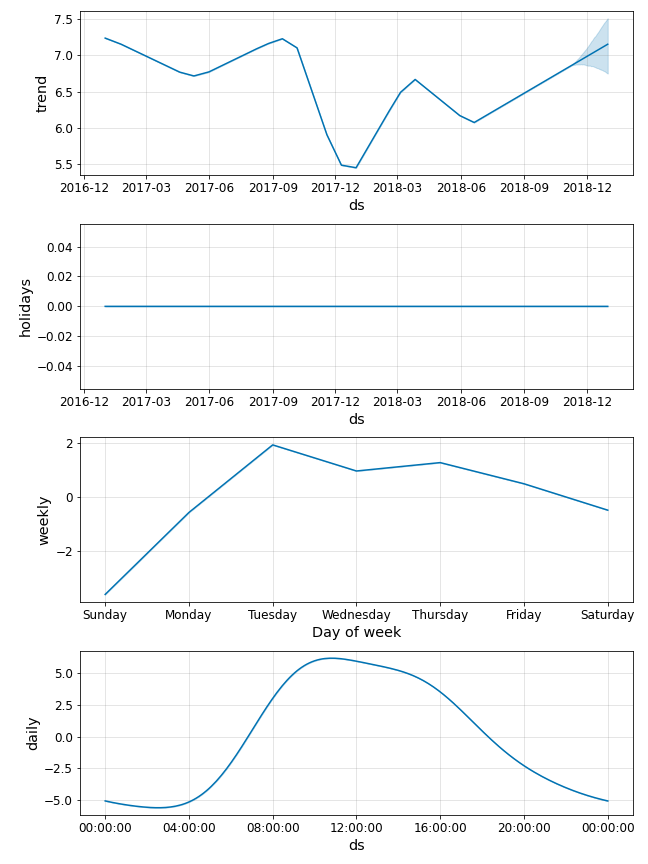 7.5
7.0
6.5
6.0
5.5
trend
2016-12 2017-03 2017-06 2017-09 2017-12 2018-03 2018-06 2018-09 2018-12
ds
0.04
0.02
0.00
−0.02
−0.04
holidays
2016-12 2017-03 2017-06 2017-09 2017-12 2018-03 2018-06 2018-09 2018-12
ds
2
0
−2
weekly
Sunday Monday Tuesday Wednesday Thursday Friday Saturday
Day of week
5.0
2.5
0.0
−2.5
−5.0
daily
00:00:00 04:00:00 08:00:00 12:00:00 16:00:00 20:00:00 00:00:00
ds